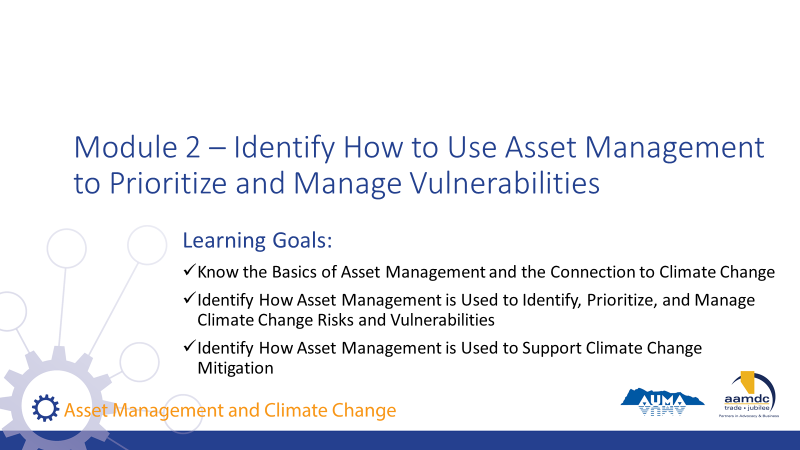 Module 2 – Identify How to Use Asset Management
to Prioritize and Manage Vulnerabilities
Learning Goals:
✓Know the Basics of Asset Management and the Connection to Climate Change
✓Identify How Asset Management is Used to Identify, Prioritize, and Manage
Climate Change Risks and Vulnerabilities
✓Identify How Asset Management is Used to Support Climate Change
Mitigation
Asset Management and Climate Change
AUMA
aamdc
trade • jubilee
Partners in Advocacy & Business